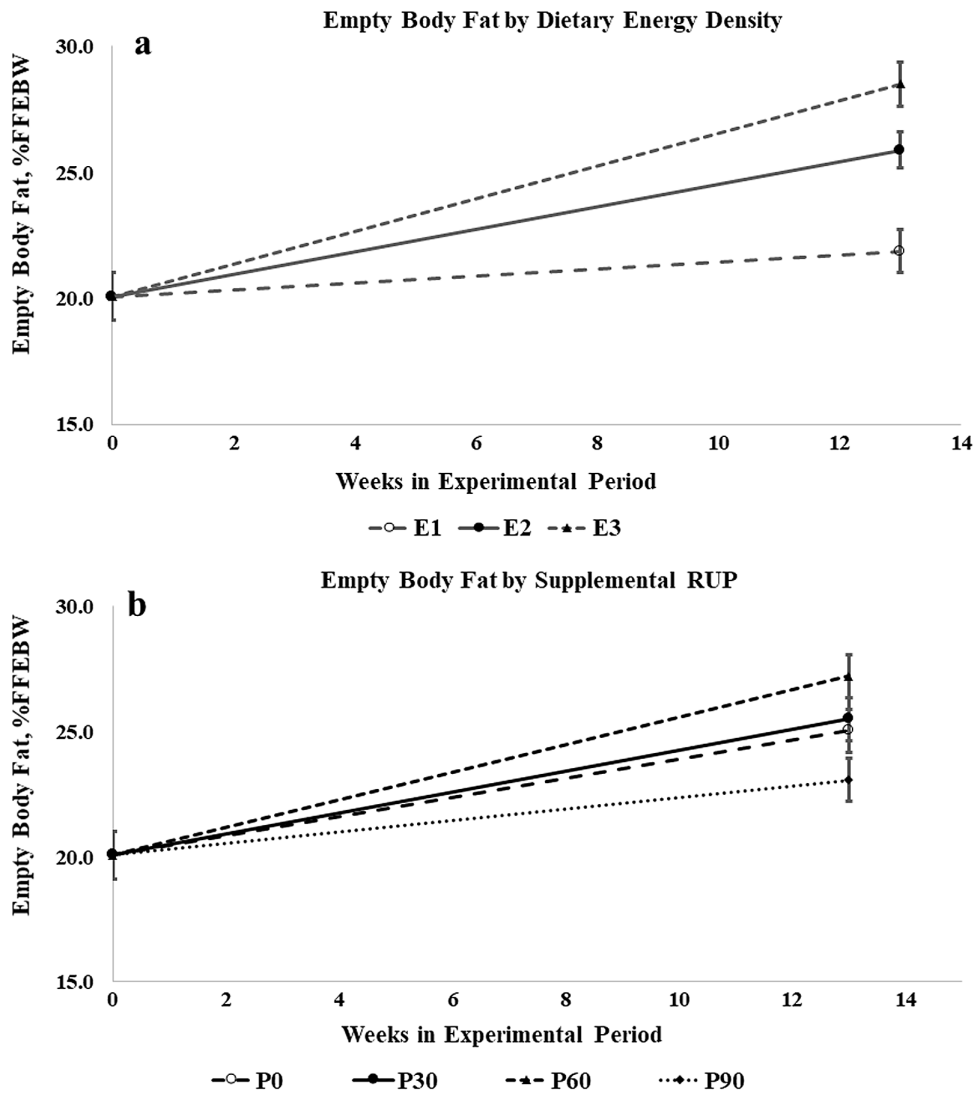 Empty Body Fat by Dietary Energy Density
a
30.0
25.0
20.0
15.0
Empty Body Fat, %FFEBW
0 2 4 6 8 10 12 14
Weeks in Experimental Period
E1 E2 E3
Empty Body Fat by Supplemental RUP
b
30.0
25.0
20.0
15.0
Empty Body Fat, %FFEBW
0 2 4 6 8 10 12 14
Weeks in Experimental Period
P0 P30 P60 P90